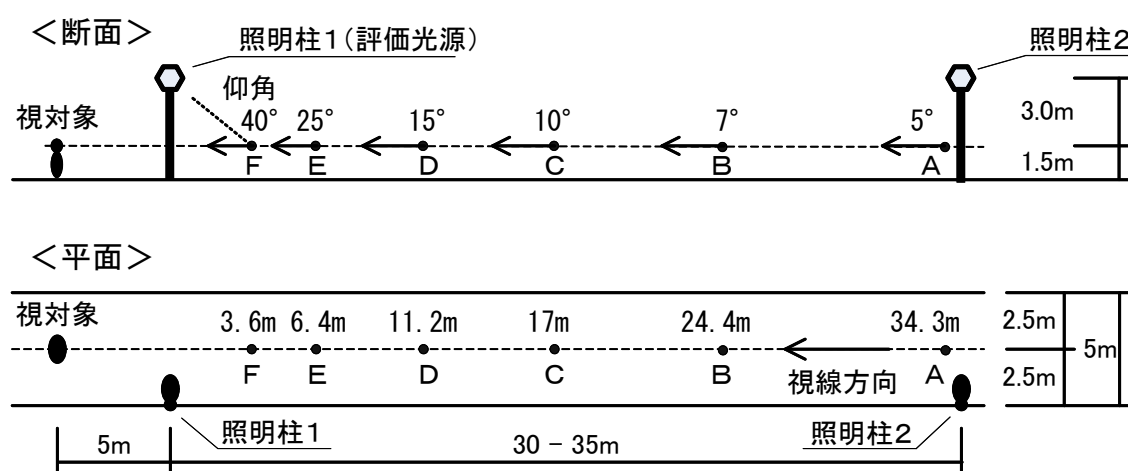 ＜断面＞
照明柱1（評価光源）
照明柱2
仰角
視対象
40° 25° 15° 10° 7° 5°
3.0m
F E D C B A
1.5m
＜平面＞
視対象
3.6m 6.4m 11.2m 17m 24.4m 34.3m
2.5m
5m
F E D C B 視線方向 A
2.5m
照明柱1
照明柱2
5m
30 - 35m